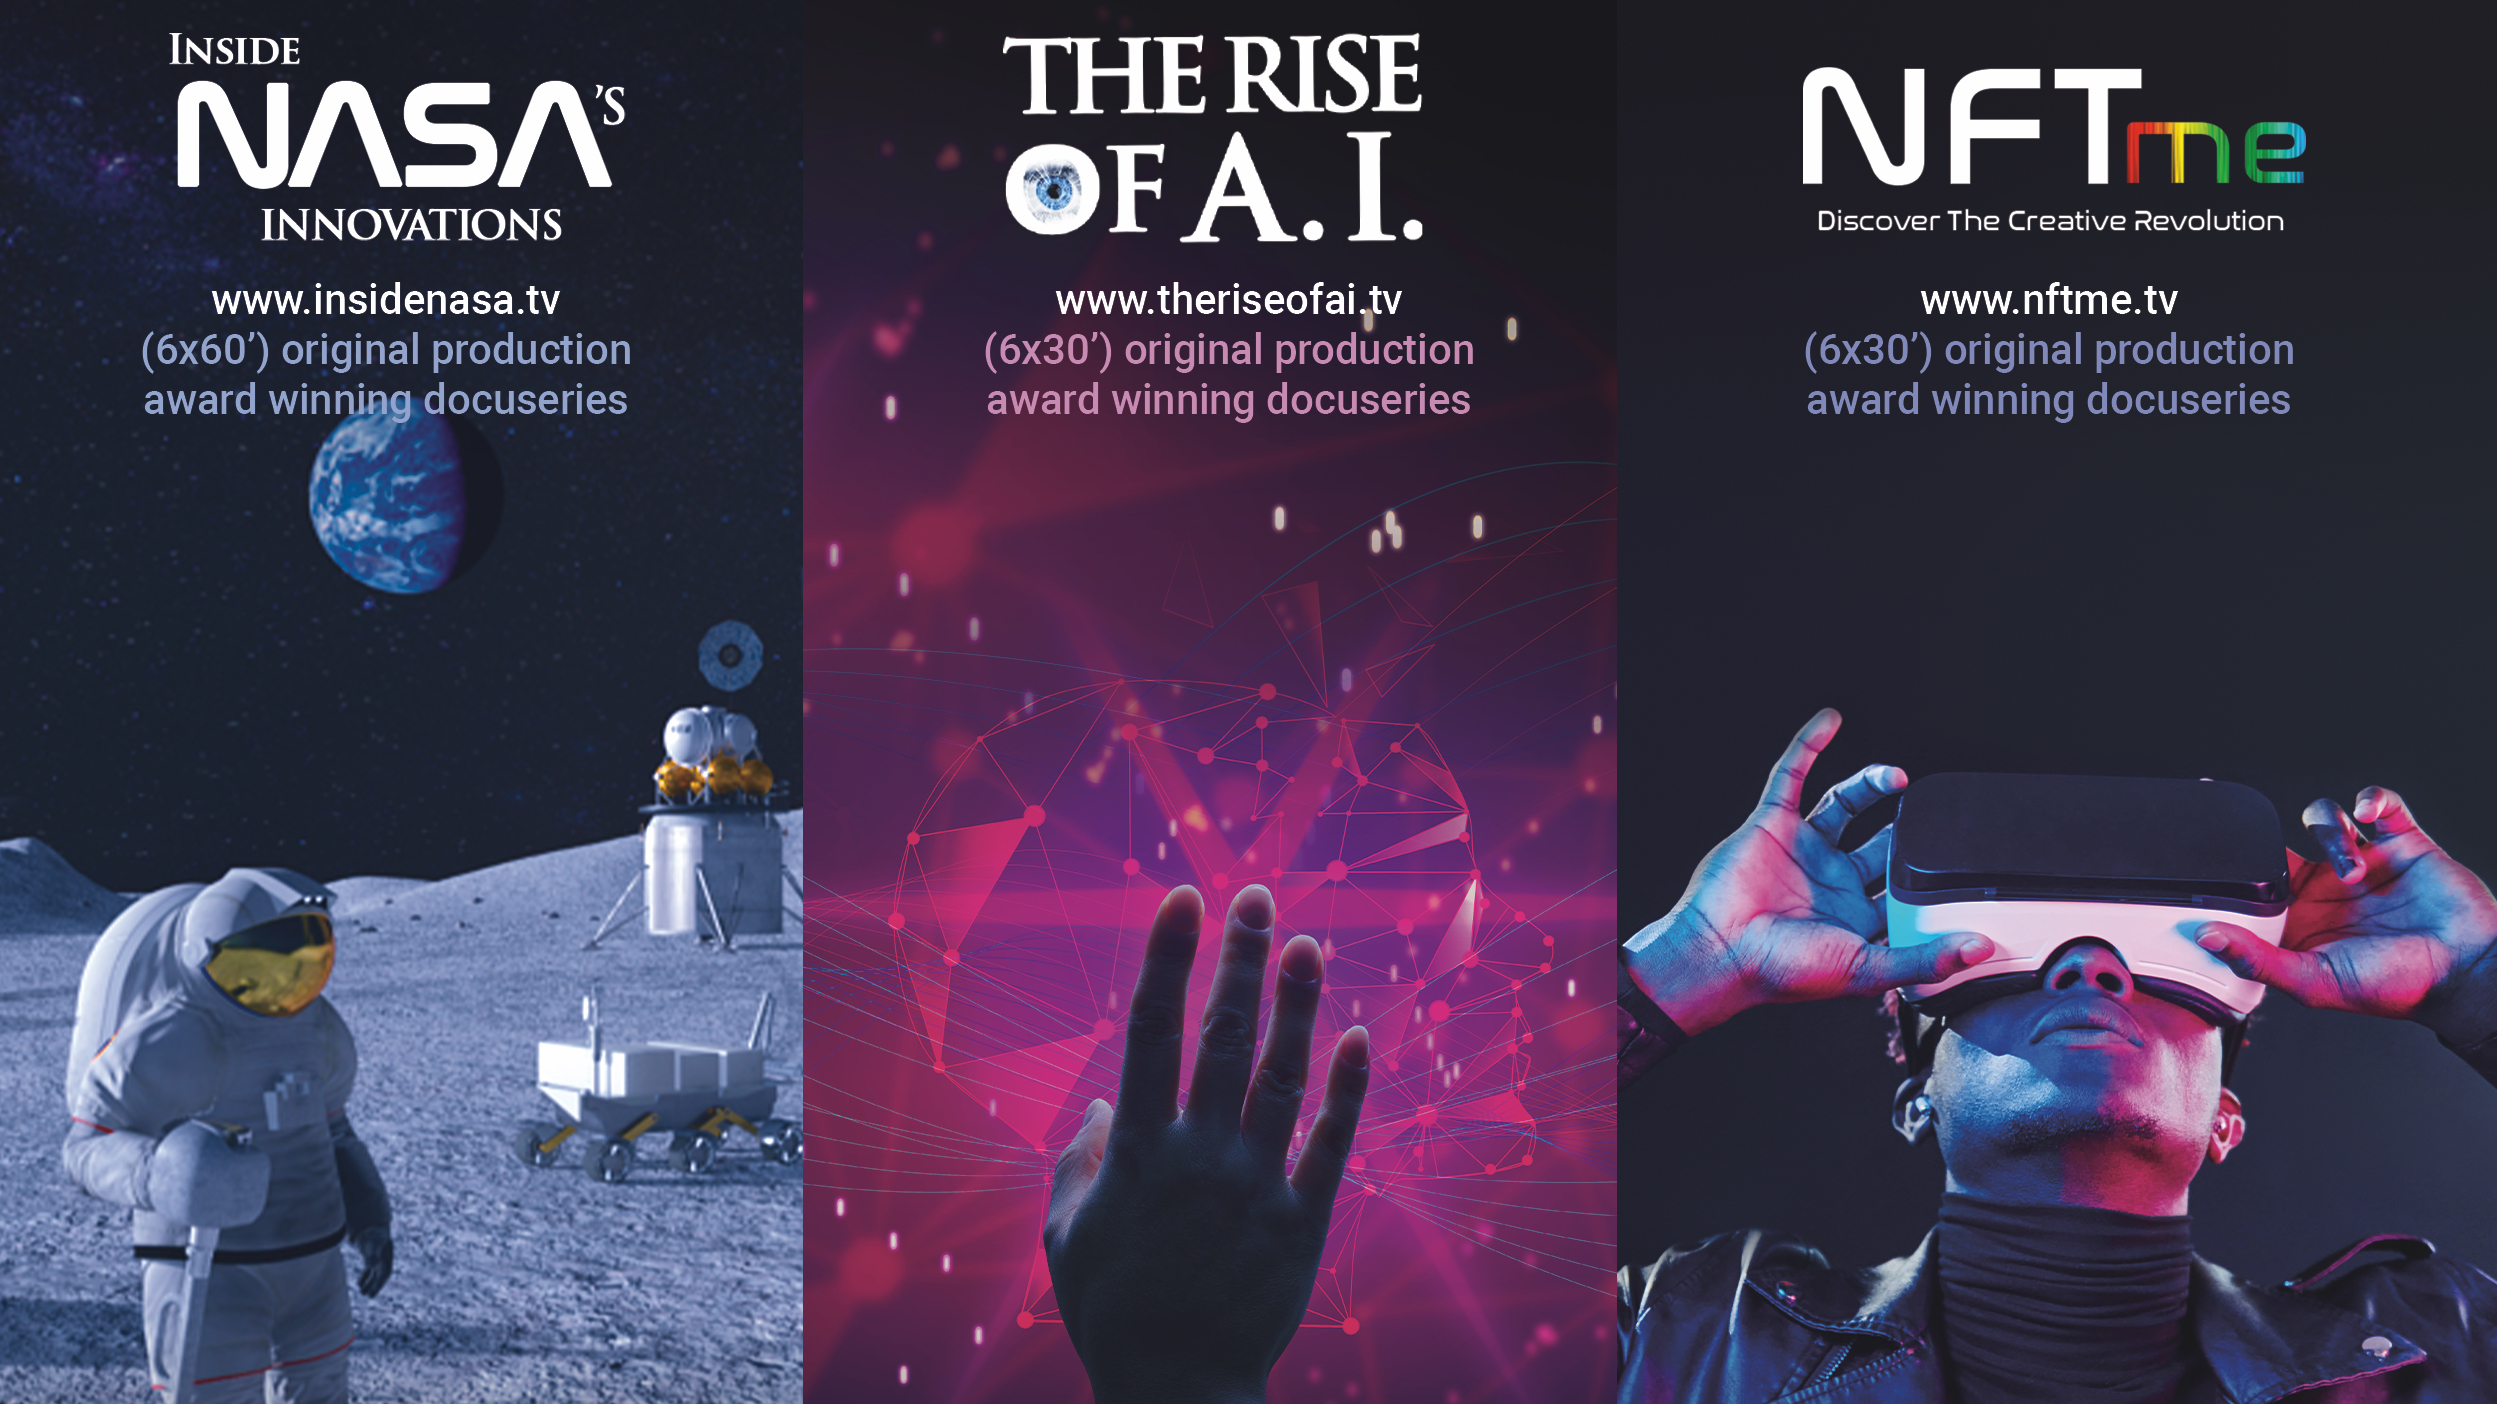 INSIDE
NASA'S
INNOVATIONS
www.insidenasa.tv
(6x60’) original production
award winning docuseries
THE RISE
OF A.I.
www.theriseofai.tv
(6x30’) original production
award winning docuseries
NFTme
Discover The Creative Revolution
www.nftme.tv
(6x30’) original production
award winning docuseries